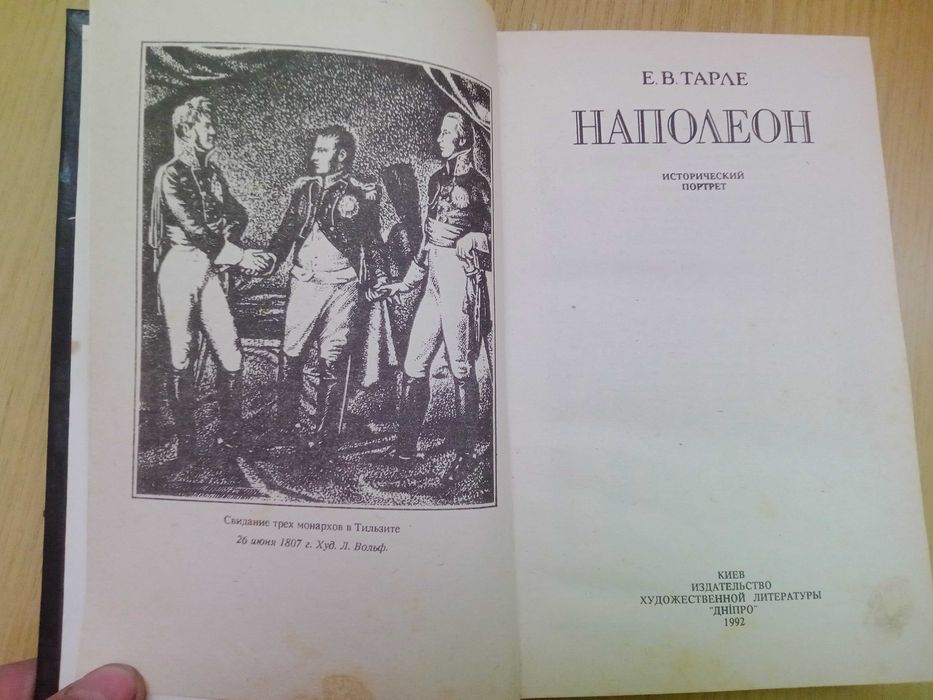 Свидание трех монархов в Тильзите
26 июня 1807 г. Худ. Л. Вольф.
Е. В. ТАРЛЕ
НАПОЛЕОН
ИСТОРИЧЕСКИЙ
ПОРТРЕТ
КИЕВ
ИЗДАТЕЛЬСТВО
ХУДОЖЕСТВЕННОЙ ЛИТЕРАТУРЫ
"ДНІПРО"
1992